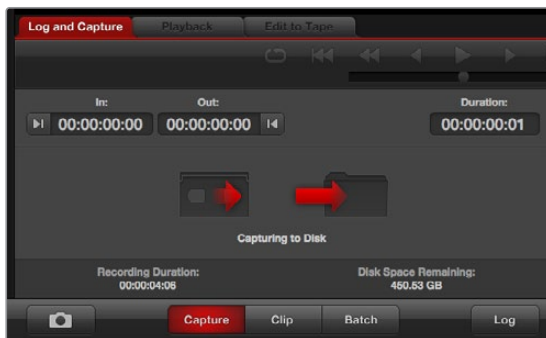 Log and Capture Playback Edit to Tape
In: Out: Duration:
00:00:00:00 00:00:00:00 00:00:00:01
Capturing to Disk
Recording Duration: Disk Space Remaining:
00:00:04:06 460.53 GB
Capture Clip Batch Log